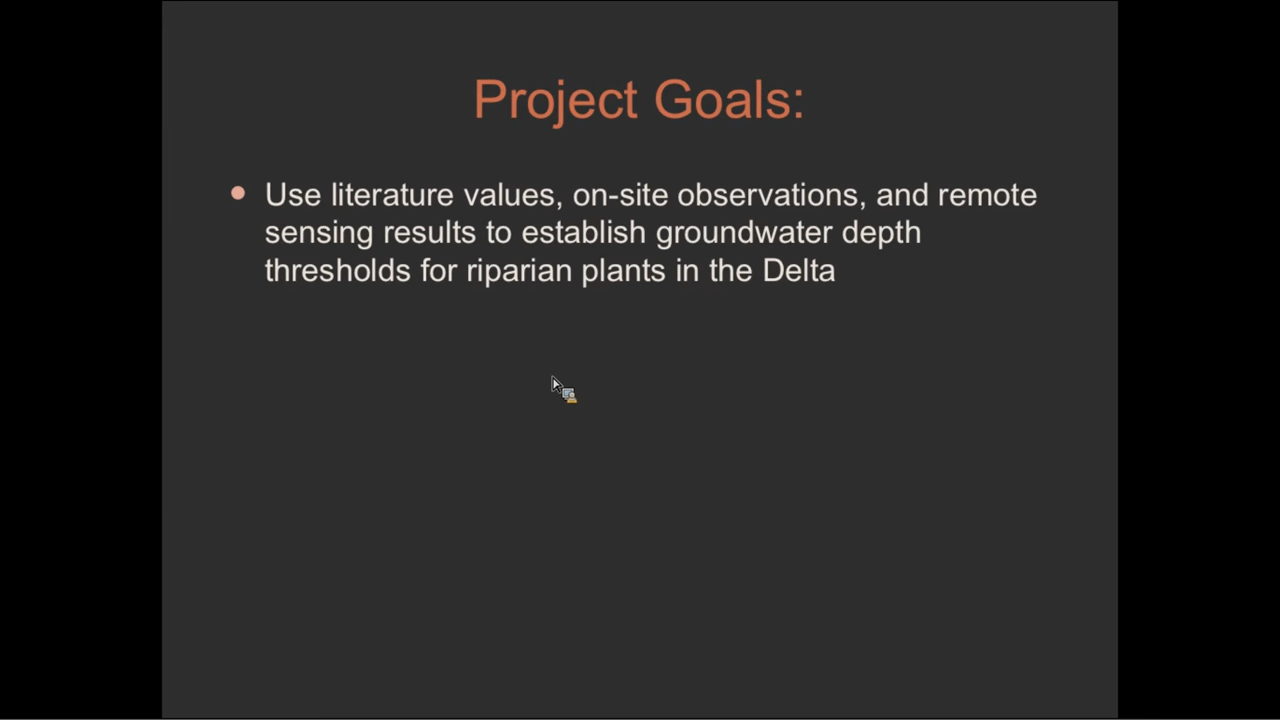 Project Goals:
Use literature values, on-site observations, and remote
sensing results to establish groundwater depth
thresholds for riparian plants in the Delta